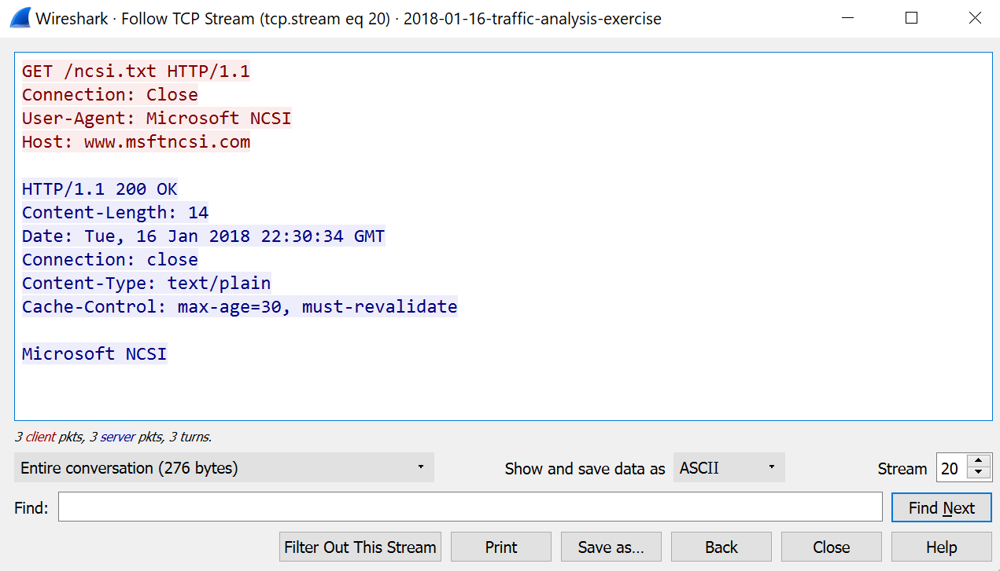 Wireshark · Follow TCP Stream (tcp.stream eq 20) · 2018-01-16-traffic-analysis-exercise
GET /ncsi.txt HTTP/1.1
Connection: Close
User-Agent: Microsoft NCSI
Host: www.msftncsi.com
HTTP/1.1 200 OK
Content-Length: 14
Date: Tue, 16 Jan 2018 22:30:34 GMT
Connection: close
Content-Type: text/plain
Cache-Control: max-age=30, must-revalidate
Microsoft NCSI
3 client pkts, 3 server pkts, 3 turns.
Entire conversation (276 bytes) Show and save data as ASCII Stream 20
Find: Find Next
Filter Out This Stream Print Save as... Back Close Help